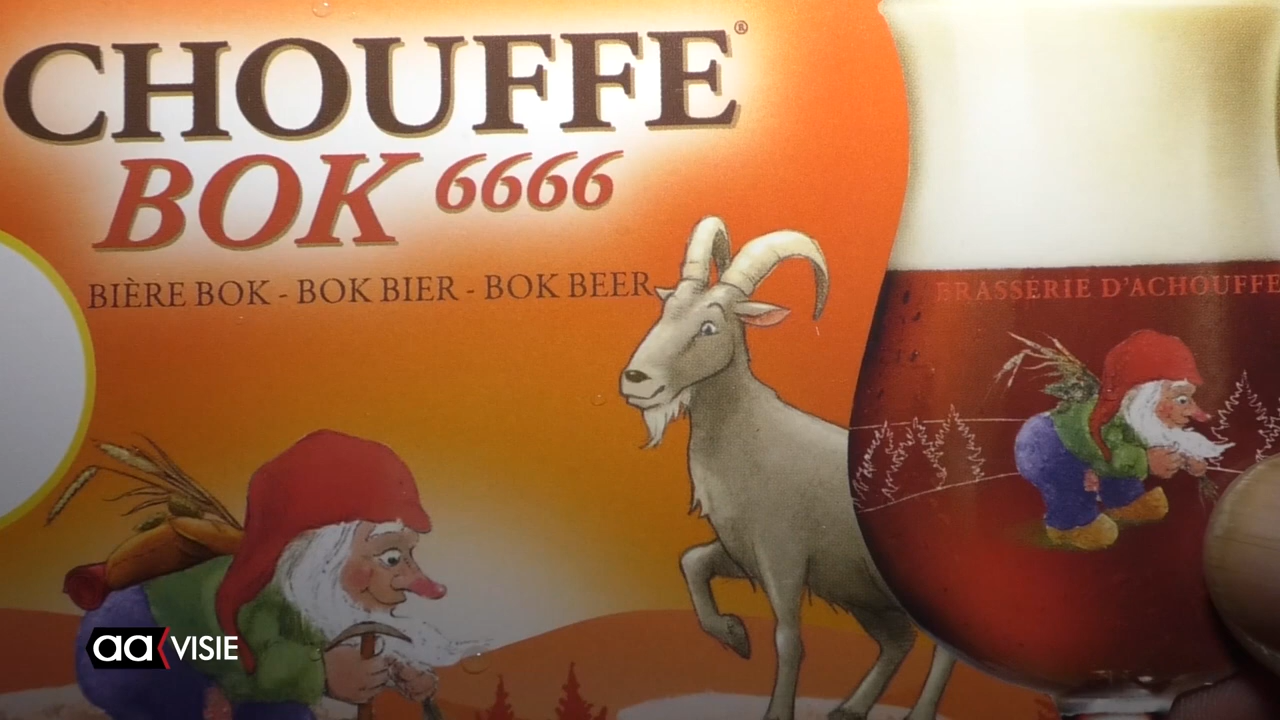 CHOUFFE®
BOK 6666
BIÈRE BOK - BOK BIER - BOK BEER
BRASSERIE D'ACHOUFFE
aa VISIE